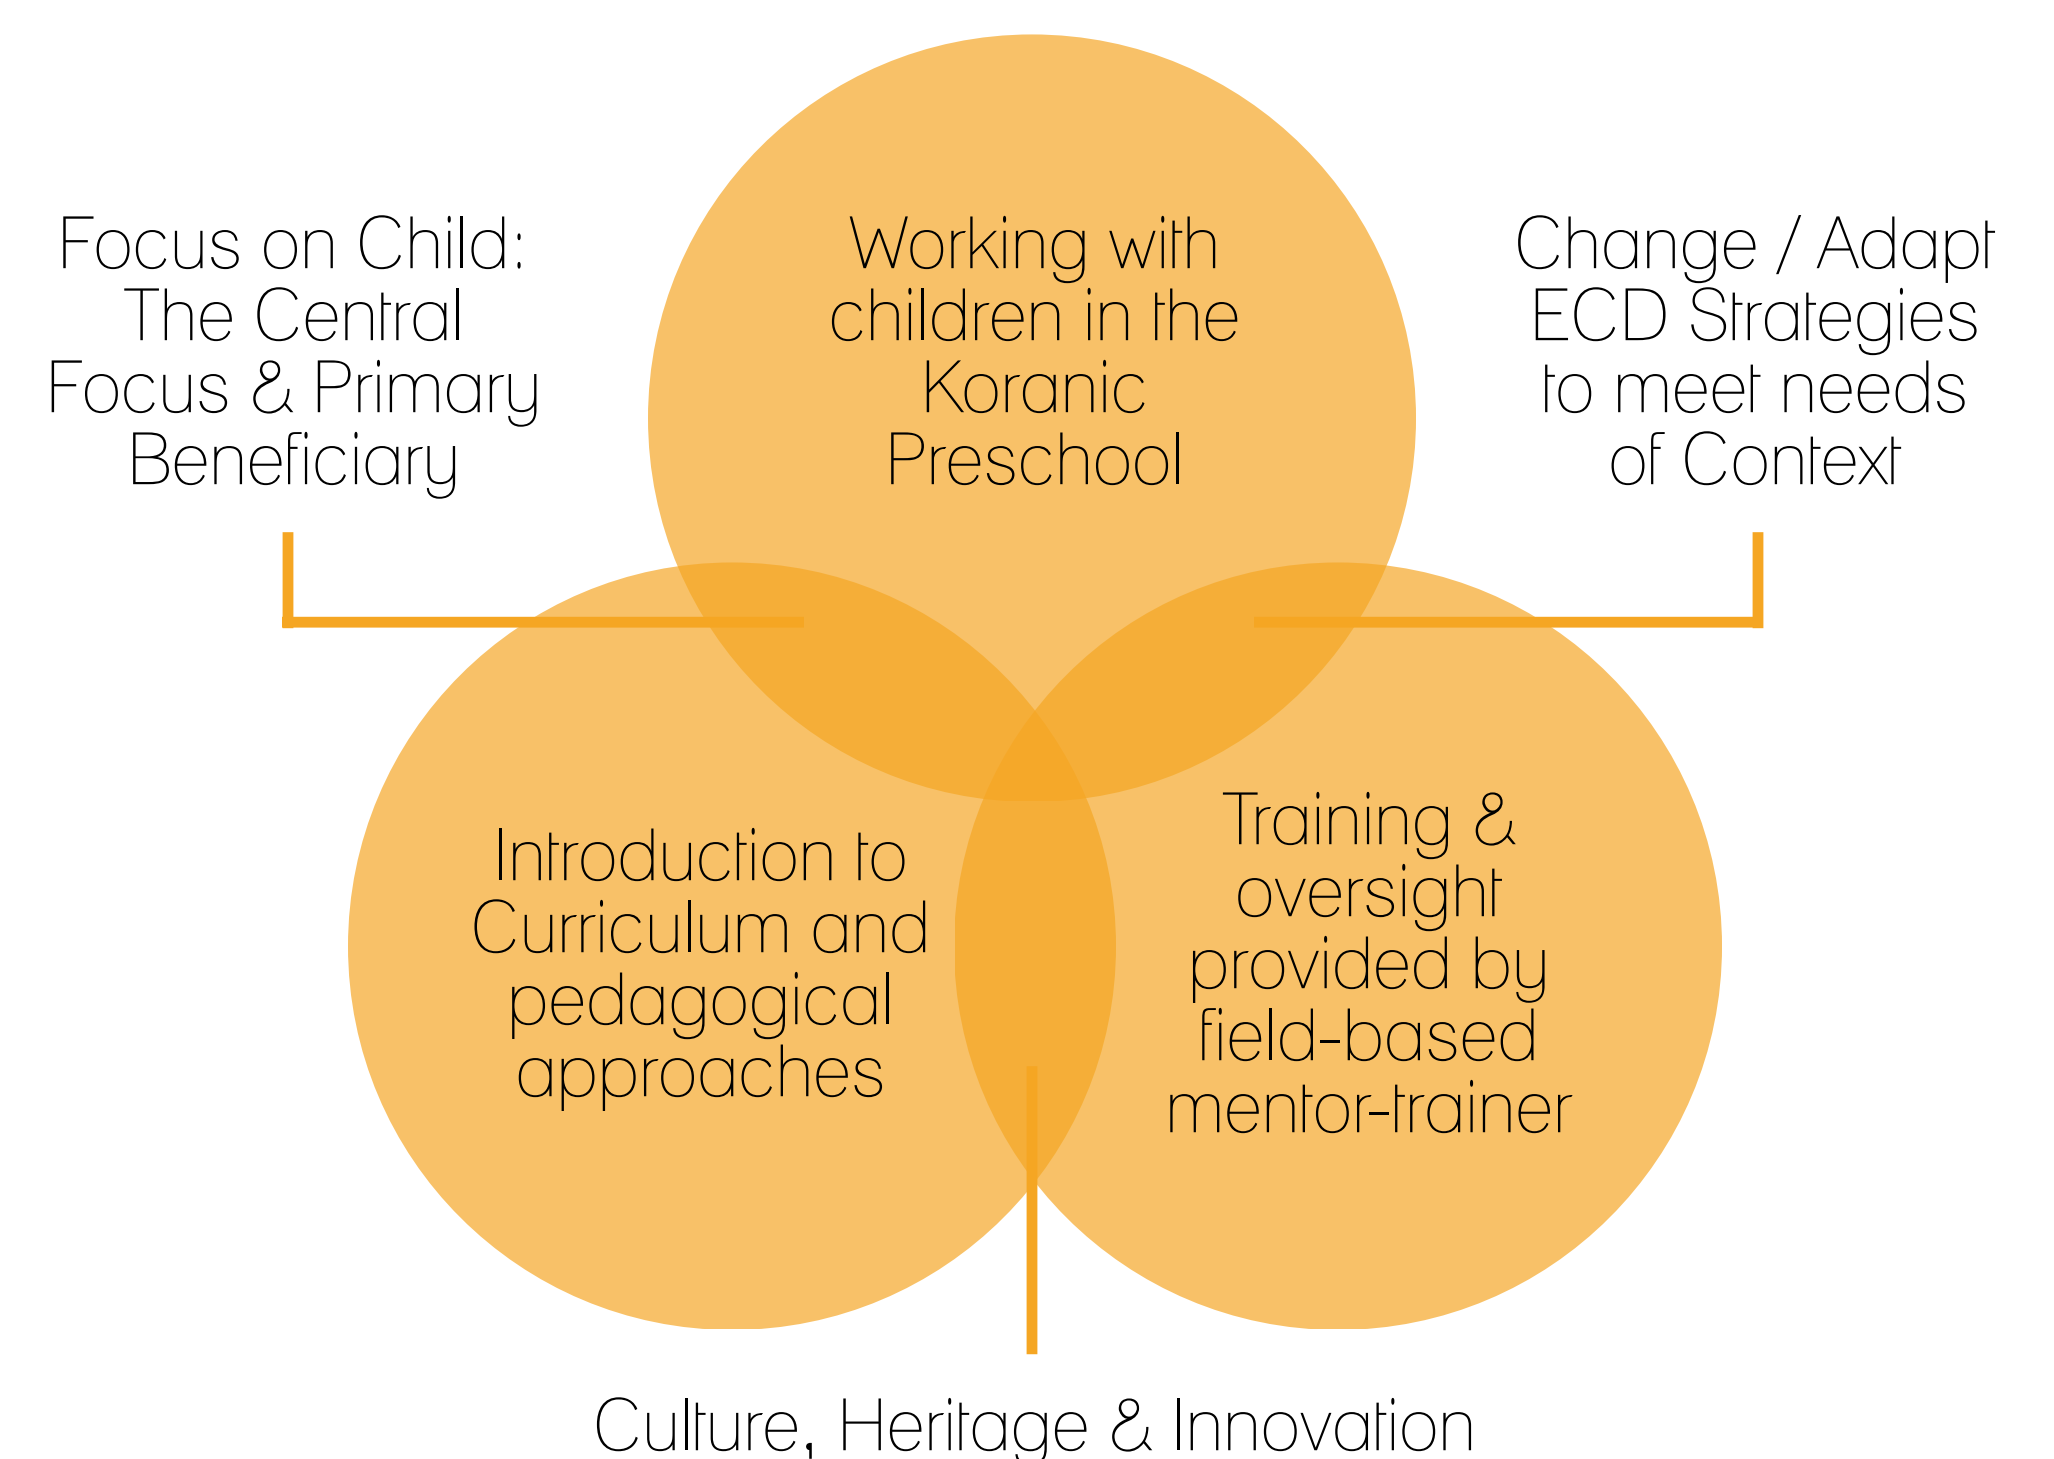 Focus on Child:
The Central
Focus & Primary
Beneficiary
Working with
children in the
Koranic
Preschool
Change / Adapt
ECD Strategies
to meet needs
of Context
Introduction to
Curriculum and
pedagogical
approaches
Training &
oversight
provided by
field-based
mentor-trainer
Culture, Heritage & Innovation